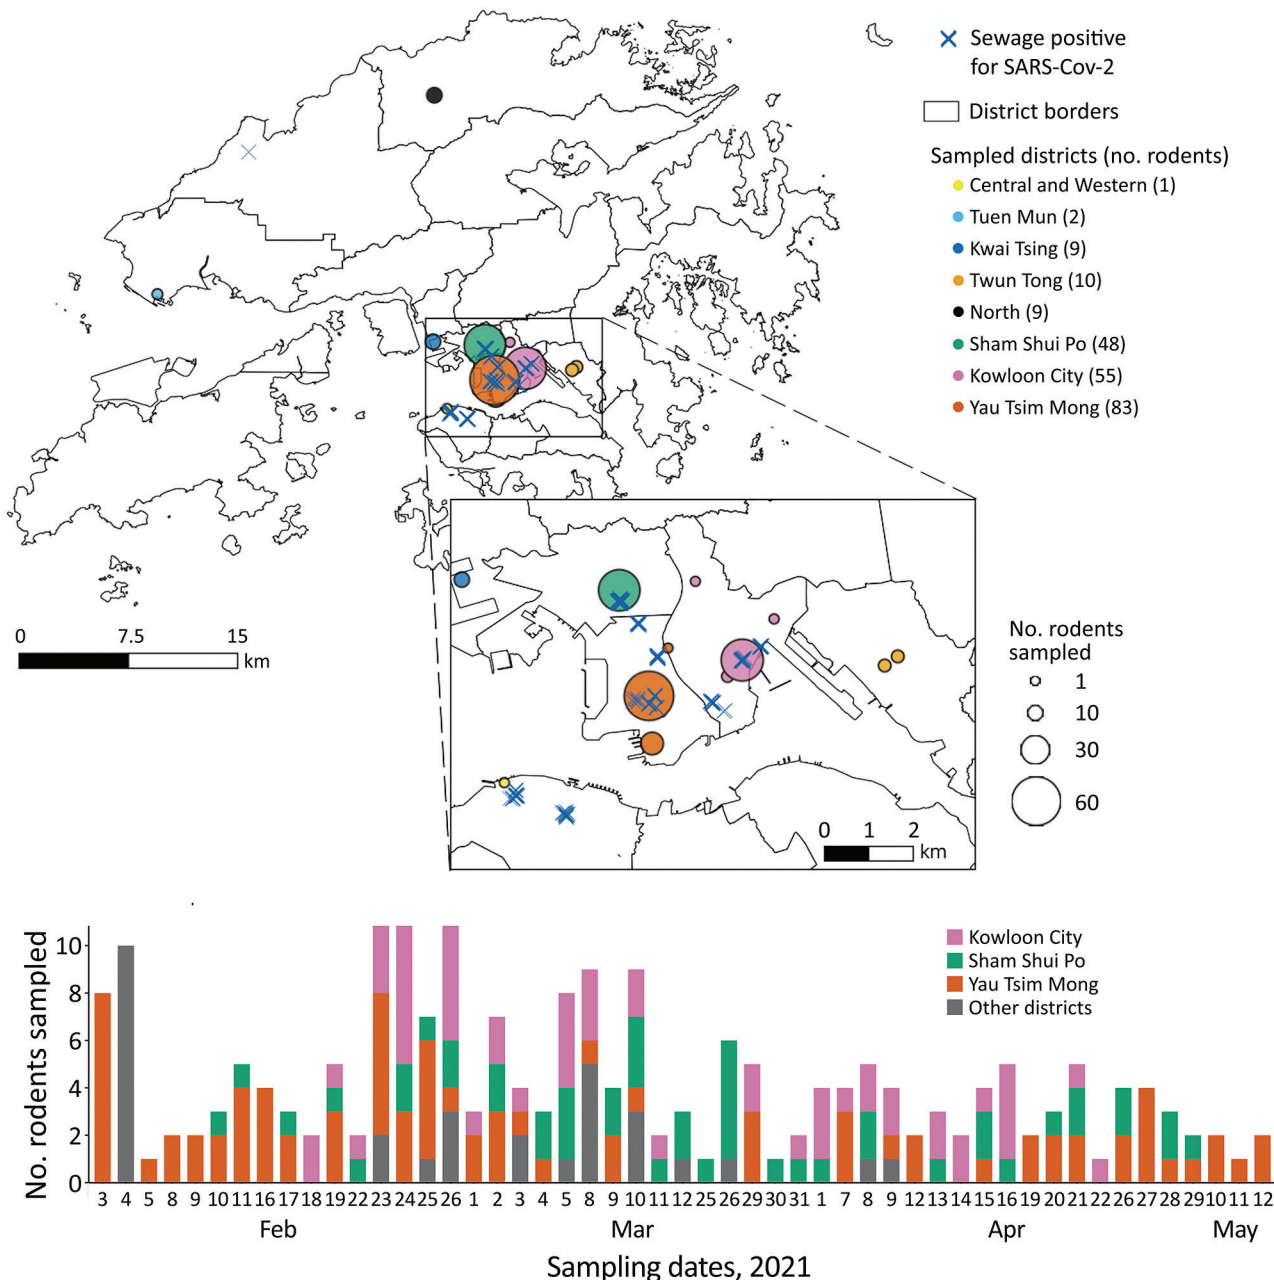 Sewage positive
for SARS-Cov-2
District borders
Sampled districts (no. rodents)
Central and Western (1)
Tuen Mun (2)
Kwai Tsing (9)
Twun Tong (10)
North (9)
Sham Shui Po (48)
Kowloon City (55)
Yau Tsim Mong (83)
0 7.5 15
km
No. rodents
sampled
1
10
30
60
0 1 2
km
No. rodents sampled
10
8
6
4
2
0
Kowloon City
Sham Shui Po
Yau Tsim Mong
Other districts
3 4 5 8 9 10 11 16 17 18 19 22 23 24 25 26 1 2 3 4 5 8 9 10 11 12 25 26 29 30 31 1 7 8 9 12 13 14 15 16 19 20 21 22 26 27 28 29 10 11 12
Feb Mar Apr May
Sampling dates, 2021